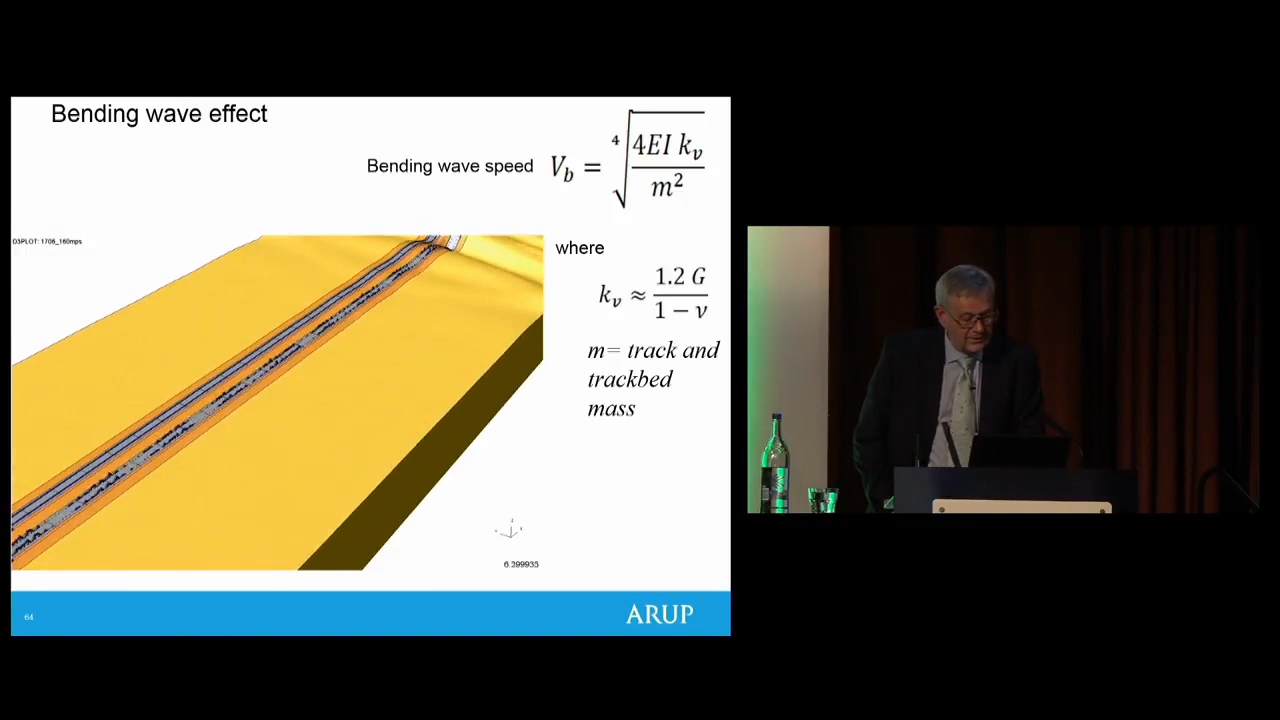 Bending wave effect
Bending wave speed V_b = ⁴√(4EI k_v / m²)
D3PLOT: 1706_160mps
where
k_v ≈ 1.2 G / (1 − ν)
m= track and
trackbed
mass
6.399935
64
ARUP